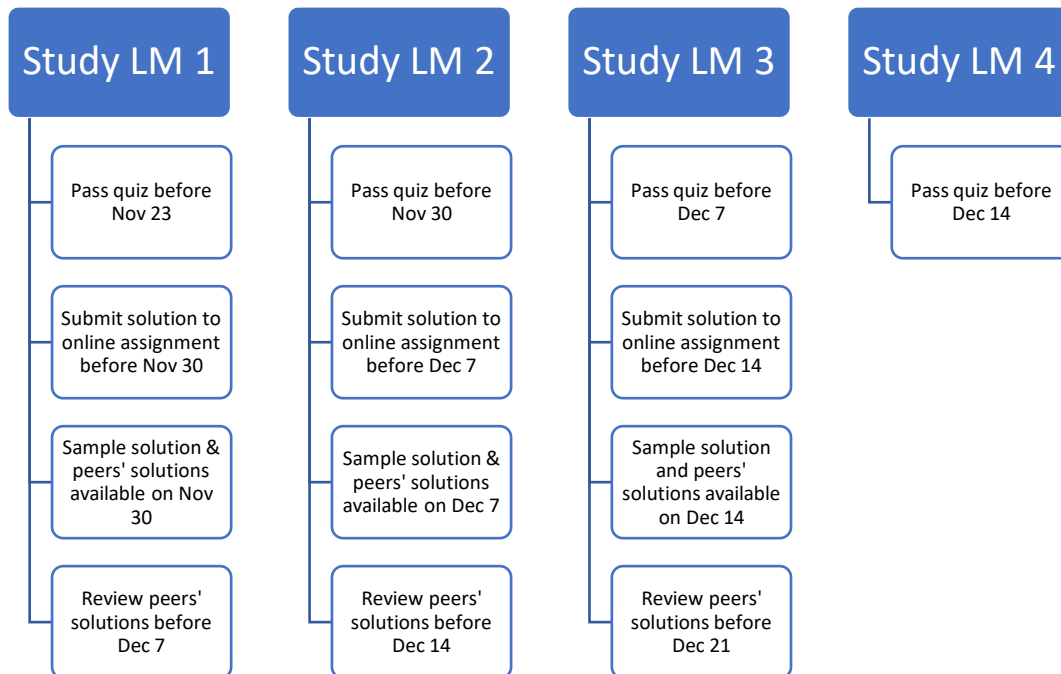 Study LM 1
Pass quiz before
Nov 23
Submit solution to
online assignment
before Nov 30
Sample solution &
peers' solutions
available on Nov
30
Review peers'
solutions before
Dec 7
Study LM 2
Pass quiz before
Nov 30
Submit solution to
online assignment
before Dec 7
Sample solution &
peers' solutions
available on Dec 7
Review peers'
solutions before
Dec 14
Study LM 3
Pass quiz before
Dec 7
Submit solution to
online assignment
before Dec 14
Sample solution
and peers'
solutions available
on Dec 14
Review peers'
solutions before
Dec 21
Study LM 4
Pass quiz before
Dec 14